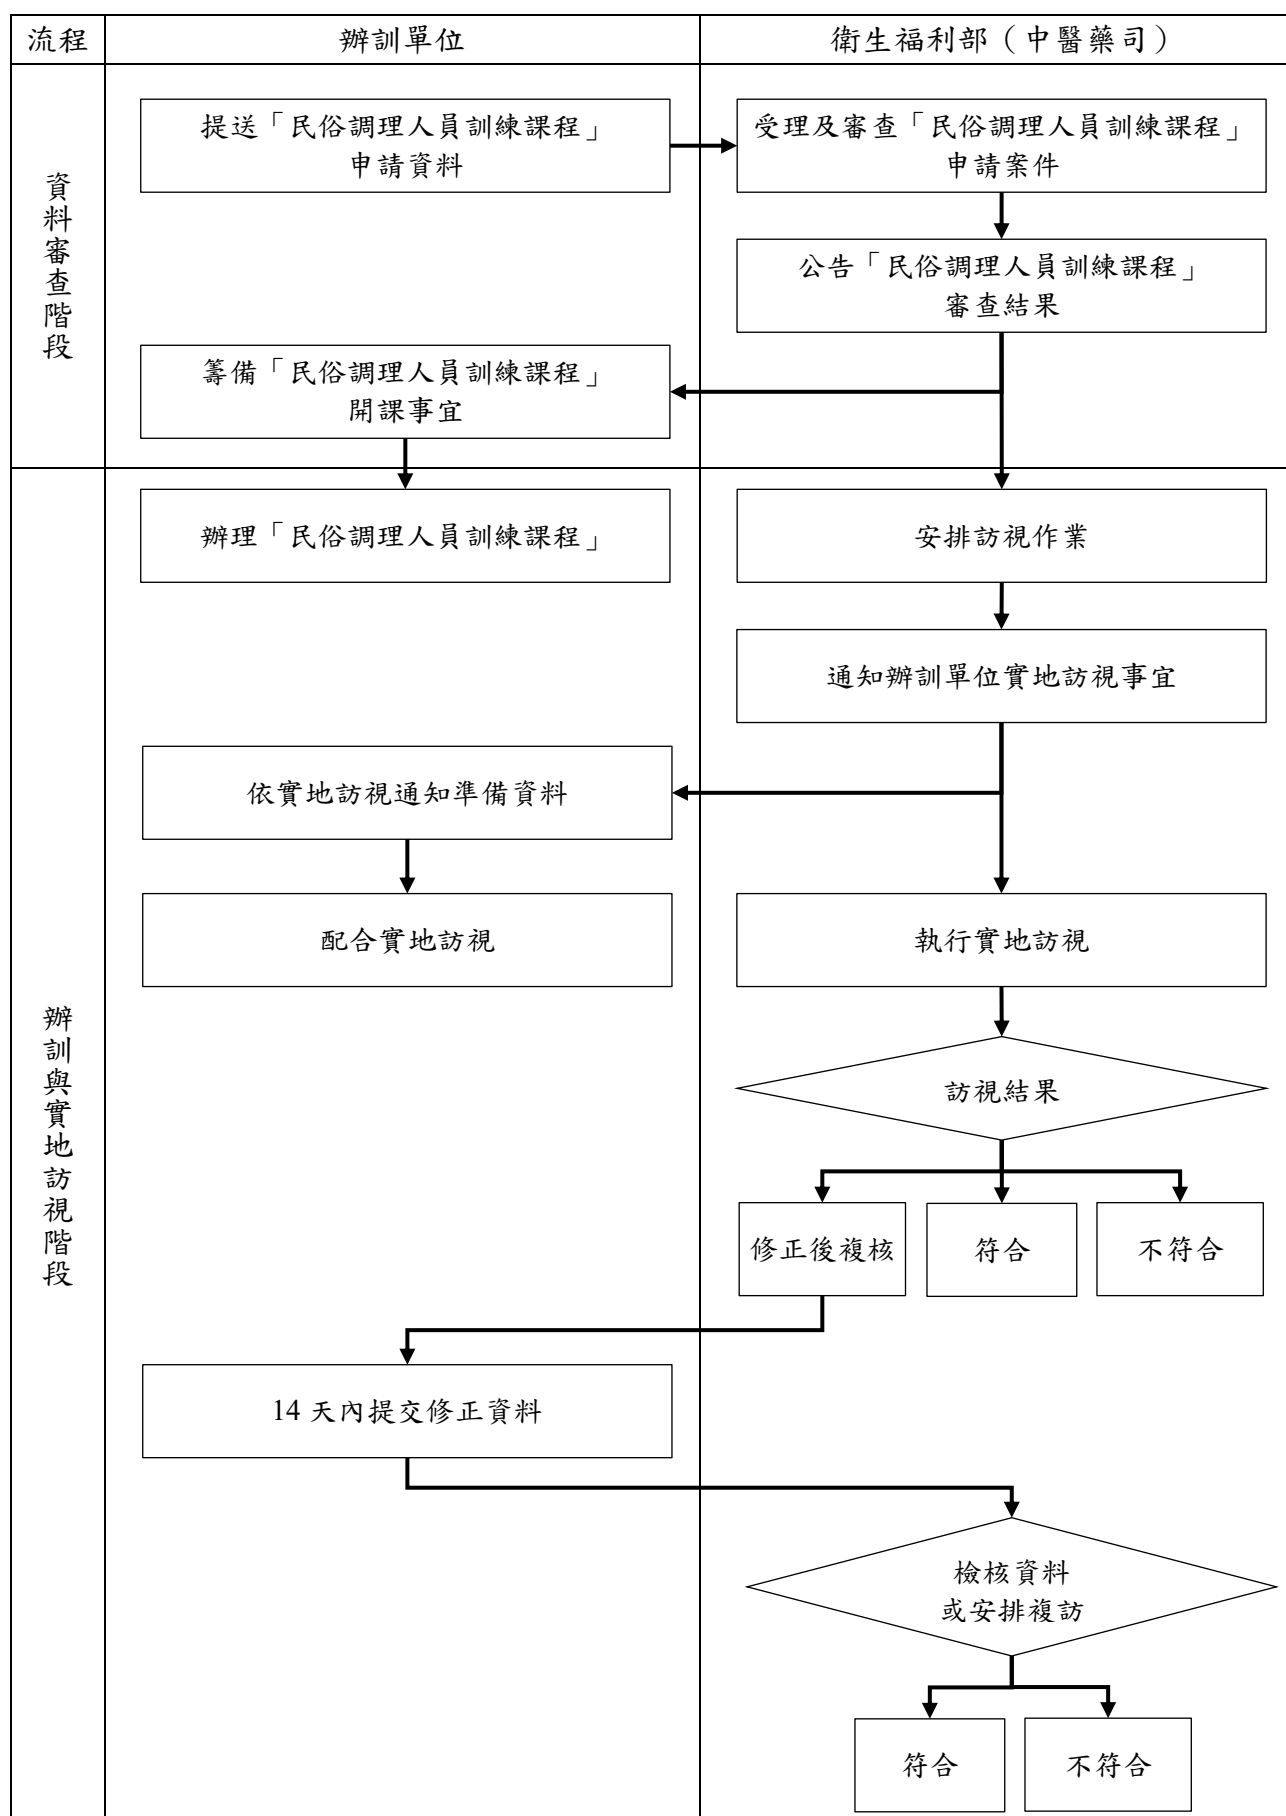 流程
辦訓單位
衛生福利部（中醫藥司）
資料審查階段
提送「民俗調理人員訓練課程」
申請資料
受理及審查「民俗調理人員訓練課程」
申請案件
公告「民俗調理人員訓練課程」
審查結果
籌備「民俗調理人員訓練課程」
開課事宜
辦訓與實地訪視階段
辦理「民俗調理人員訓練課程」
安排訪視作業
通知辦訓單位實地訪視事宜
依實地訪視通知準備資料
配合實地訪視
執行實地訪視
訪視結果
修正後複核
符合
不符合
14 天內提交修正資料
檢核資料
或安排複訪
符合
不符合